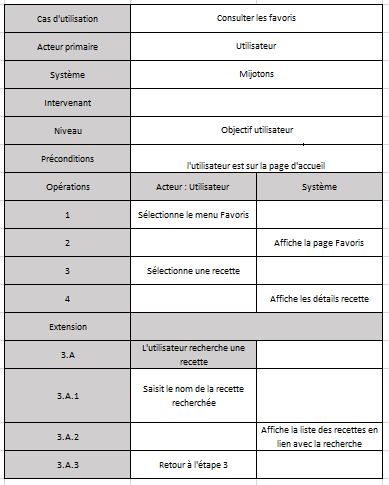 Cas d'utilisation Consulter les favoris
Acteur primaire Utilisateur
Système Mijotons
Intervenant
Niveau Objectif utilisateur
Préconditions l'utilisateur est sur la page d'accueil
Opérations Acteur : Utilisateur Système
1 Sélectionne le menu Favoris
2 Affiche la page Favoris
3 Sélectionne une recette
4 Affiche les détails recette
Extension
3.A L'utilisateur recherche une
recette
3.A.1 Saisit le nom de la recette
recherchée
3.A.2 Affiche la liste des recettes en
lien avec la recherche
3.A.3 Retour à l'étape 3